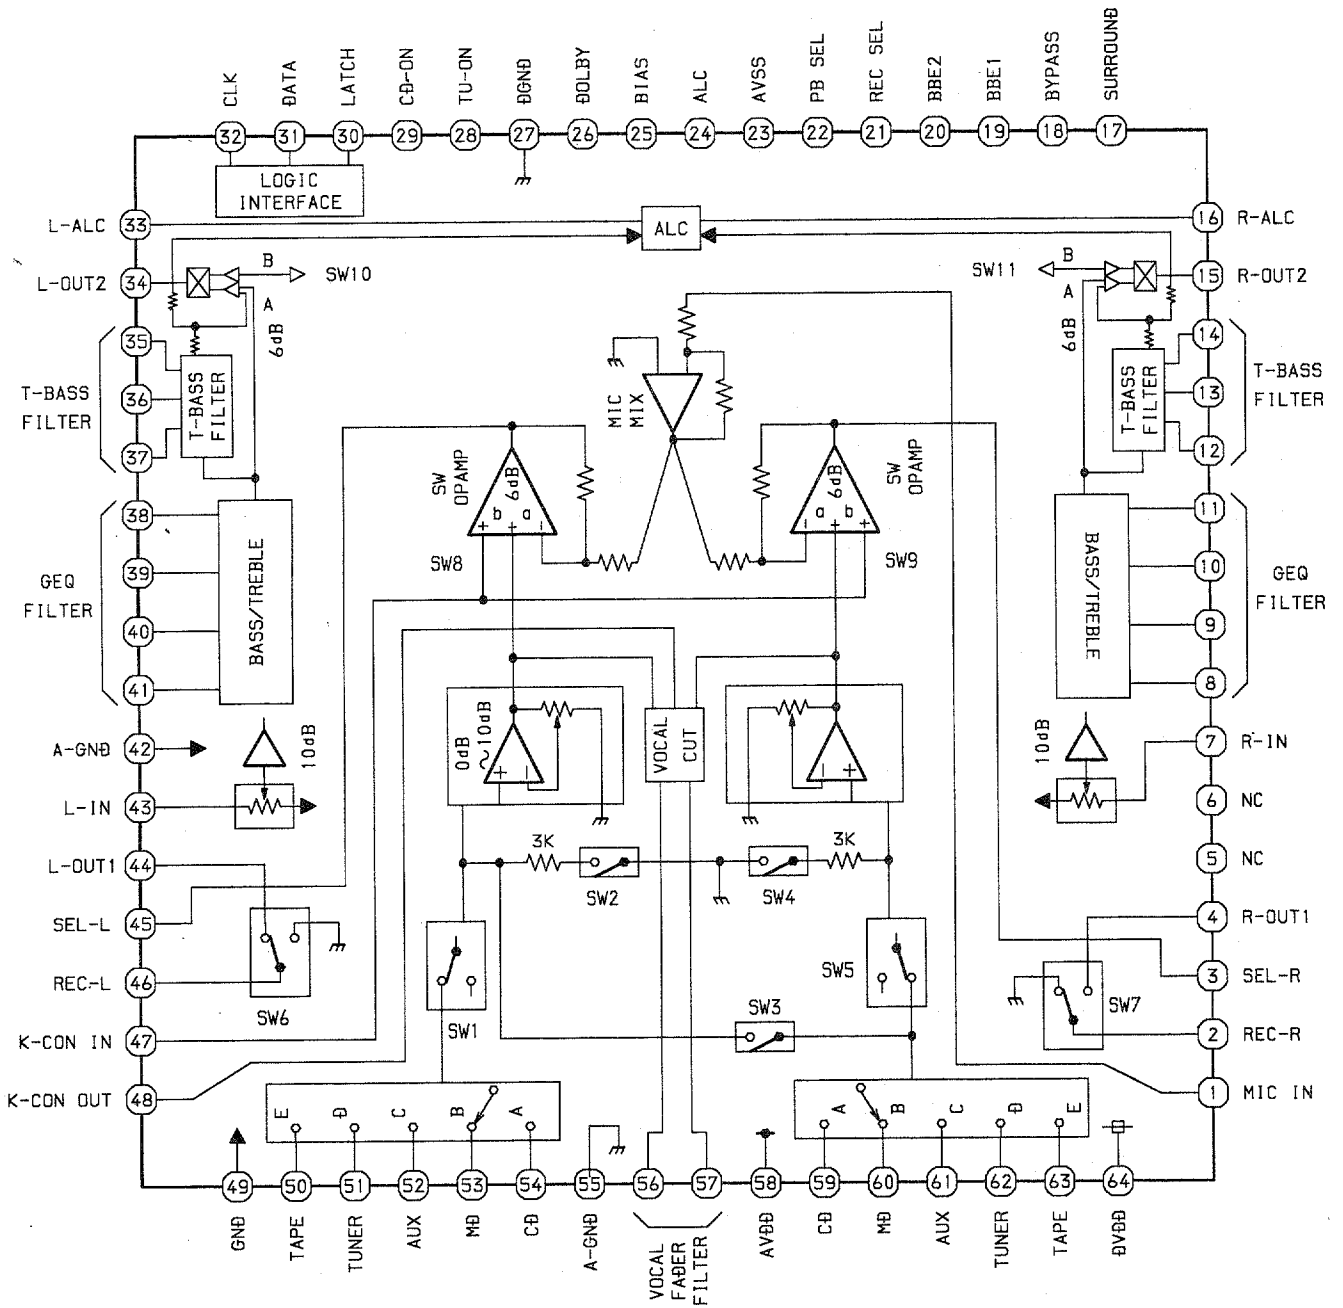 CLK
DATA
LATCH
CD-ON
TU-ON
DGND
DOLBY
BIAS
ALC
AVSS
PB SEL
REC SEL
BBE2
BBE1
BYPASS
SURROUND
32
31
30
29
28
27
26
25
24
23
22
21
20
19
18
17
LOGIC
INTERFACE
L-ALC
33
ALC
16
R-ALC
L-OUT2
34
B
A
6dB
SW10
SW11
B
A
6dB
15
R-OUT2
35
36
37
T-BASS
FILTER
T-BASS
FILTER
MIC
MIX
T-BASS
FILTER
14
13
12
T-BASS
FILTER
SW
OPAMP
6dB
b
a
+
+
-
SW8
SW
OPAMP
6dB
a
b
-
+
+
SW9
38
39
40
41
GEQ
FILTER
BASS/TREBLE
BASS/TREBLE
11
10
9
8
GEQ
FILTER
A-GND
42
10dB
0dB
~10dB
+
-
VOCAL
CUT
-
+
10dB
7
R-IN
L-IN
43
6
NC
L-OUT1
44
3K
SW2
SW4
3K
5
NC
SEL-L
45
4
R-OUT1
REC-L
46
SW6
SW1
SW5
SW7
3
SEL-R
K-CON IN
47
SW3
2
REC-R
K-CON OUT
48
E
D
C
B
A
A
B
C
D
E
1
MIC IN
49
50
51
52
53
54
55
56
57
58
59
60
61
62
63
64
GND
TAPE
TUNER
AUX
MD
CD
A-GND
VOCAL
FADER
FILTER
AVDD
CD
MD
AUX
TUNER
TAPE
DVDD